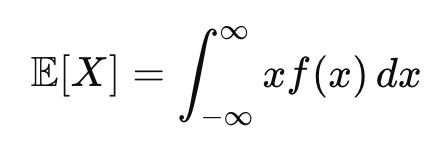 𝔼[X] = ∫_{-∞}^{∞} x f(x) dx